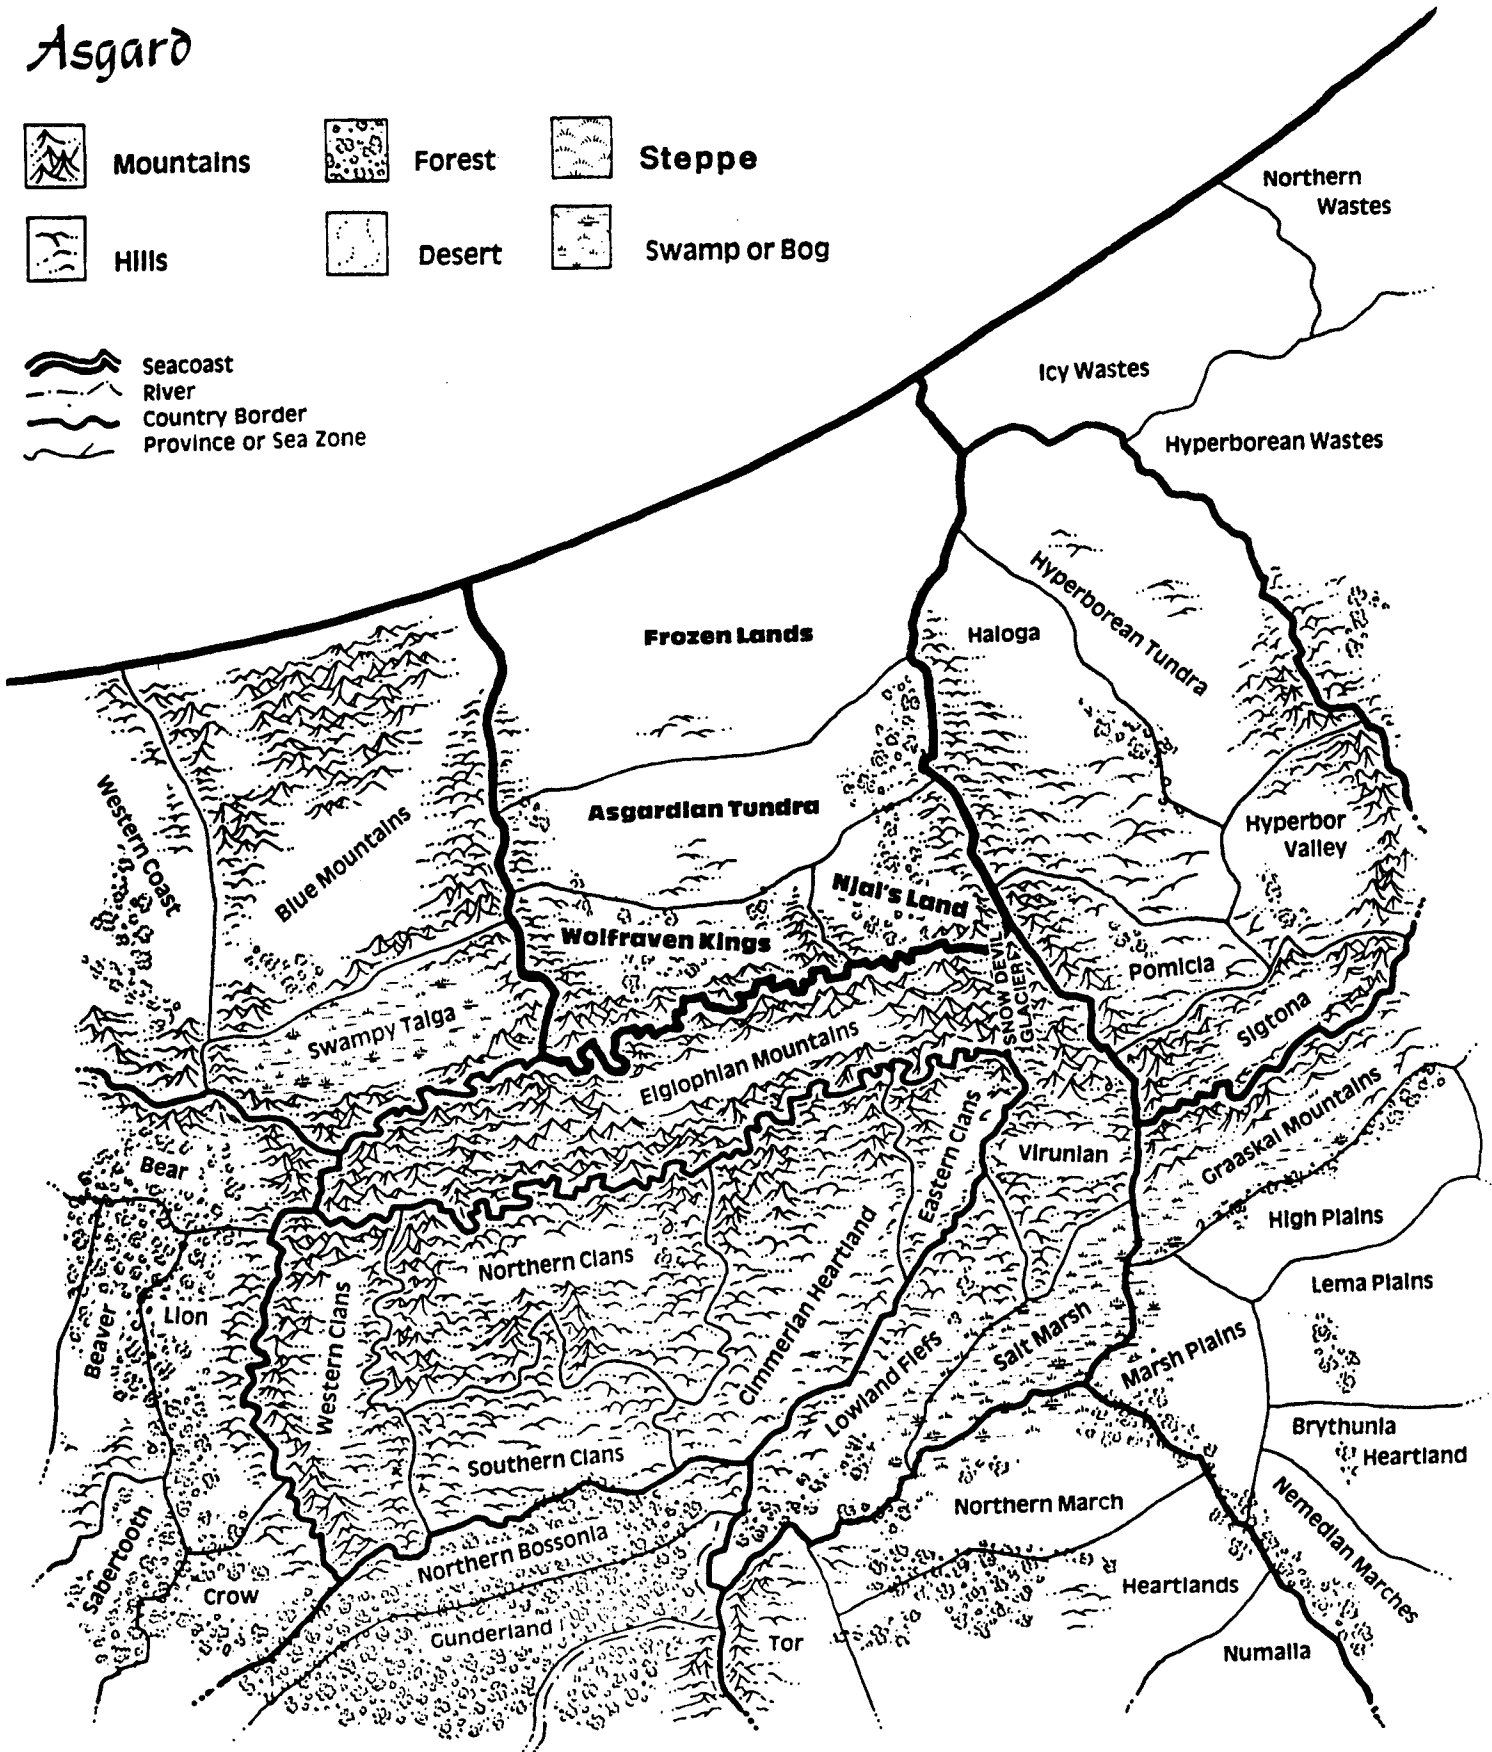 Asgard
Mountains
Forest
Steppe
Hills
Desert
Swamp or Bog
Seacoast
River
Country Border
Province or Sea Zone
Northern
Wastes
Icy Wastes
Hyperborean Wastes
Hyperborean Tundra
Haloga
Frozen Lands
Asgardian Tundra
Western Coast
Blue Mountains
Hyperbor
Valley
Njal's Land
Wolfraven Kings
SNOW DEVIL
GLACIER
Pomicia
Sigtona
Swampy Taiga
Eiglophian Mountains
Graaskal Mountains
Eastern Clans
Virunian
Bear
High Plains
Northern Clans
Cimmerian Heartland
Lema Plains
Beaver
Lion
Western Clans
Lowland Fiefs
Salt Marsh
Marsh Plains
Brythunia
Heartland
Southern Clans
Northern March
Nemedian Marches
Sabertooth
Crow
Northern Bossonia
Heartlands
Gunderland
Tor
Numalia